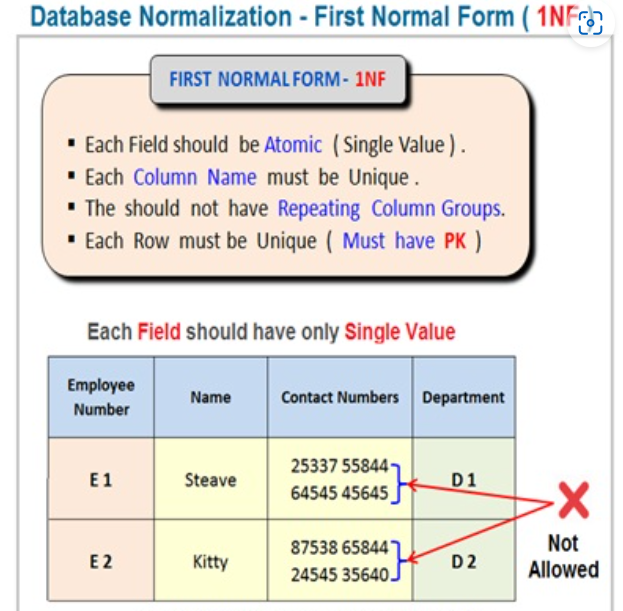 Database Normalization - First Normal Form ( 1NF
FIRST NORMAL FORM - 1NF
▪ Each Field should be Atomic ( Single Value ) .
▪ Each Column Name must be Unique .
▪ The should not have Repeating Column Groups.
▪ Each Row must be Unique ( Must have PK )
Each Field should have only Single Value
Employee Number Name Contact Numbers Department
E 1 Steave 25337 55844 D 1
64545 45645
E 2 Kitty 87538 65844 D 2
24545 35640
Not
Allowed